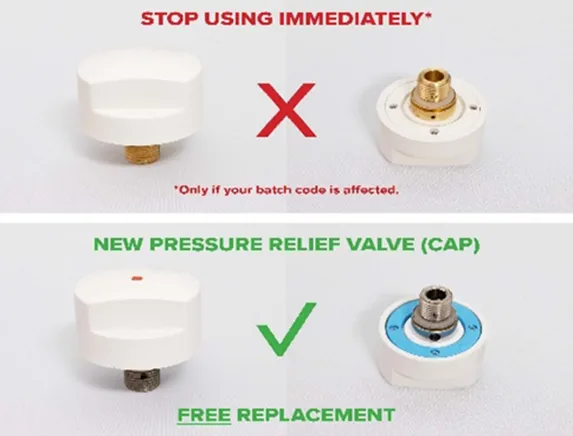 STOP USING IMMEDIATELY*
*Only if your batch code is affected.
NEW PRESSURE RELIEF VALVE (CAP)
FREE REPLACEMENT